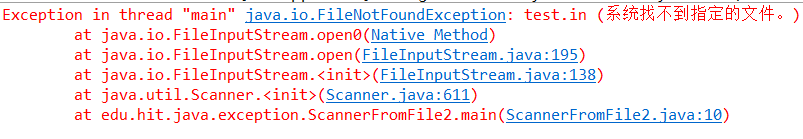 Exception in thread "main" java.io.FileNotFoundException: test.in (系统找不到指定的文件。)
at java.io.FileInputStream.open0(Native Method)
at java.io.FileInputStream.open(FileInputStream.java:195)
at java.io.FileInputStream.<init>(FileInputStream.java:138)
at java.util.Scanner.<init>(Scanner.java:611)
at edu.hit.java.exception.ScannerFromFile2.main(ScannerFromFile2.java:10)